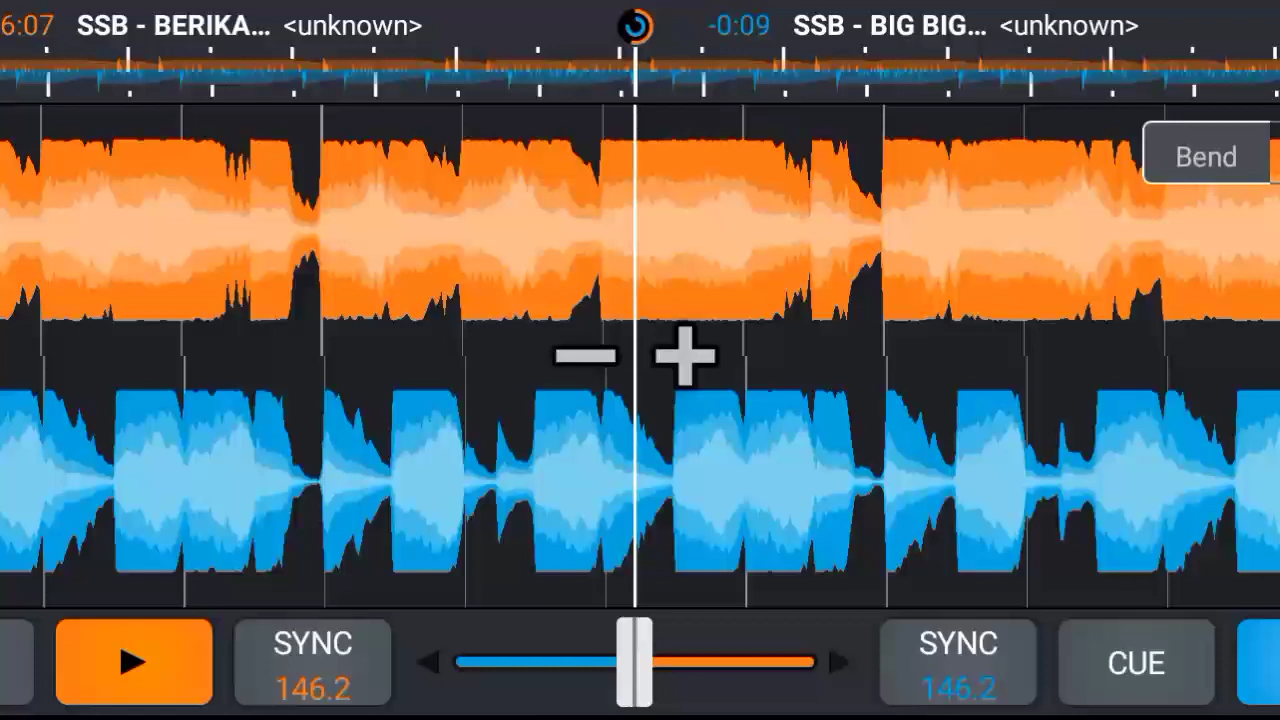 6:07 SSB - BERIKA... <unknown> -0:09 SSB - BIG BIG... <unknown>
Bend
SYNC SYNC CUE
146.2 146.2